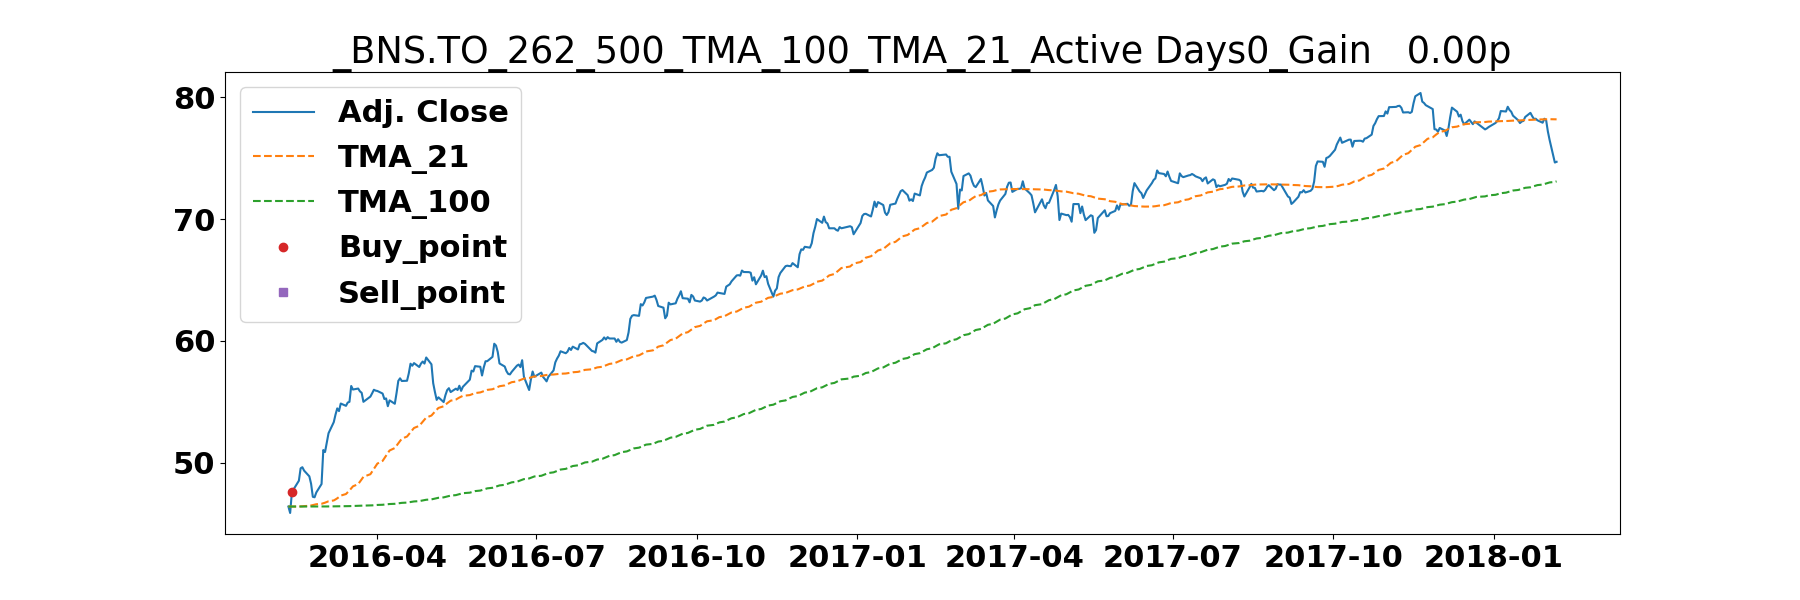 _BNS.TO_262_500_TMA_100_TMA_21_Active Days0_Gain   0.00p
80
70
60
50
Adj. Close
TMA_21
TMA_100
Buy_point
Sell_point
2016-04 2016-07 2016-10 2017-01 2017-04 2017-07 2017-10 2018-01